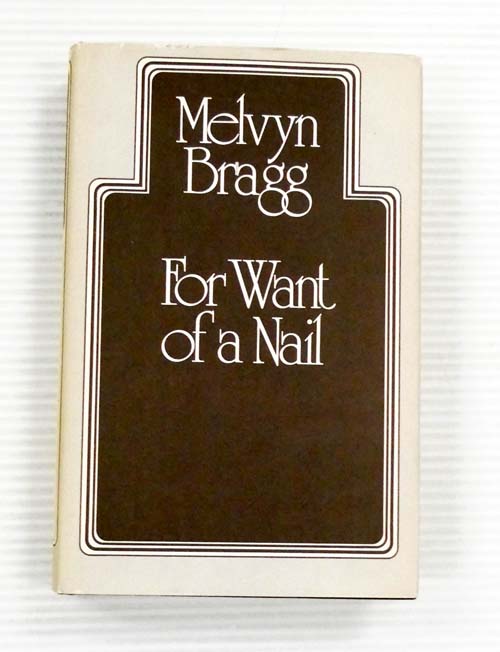 Melvyn
Bragg
For Want
of a Nail